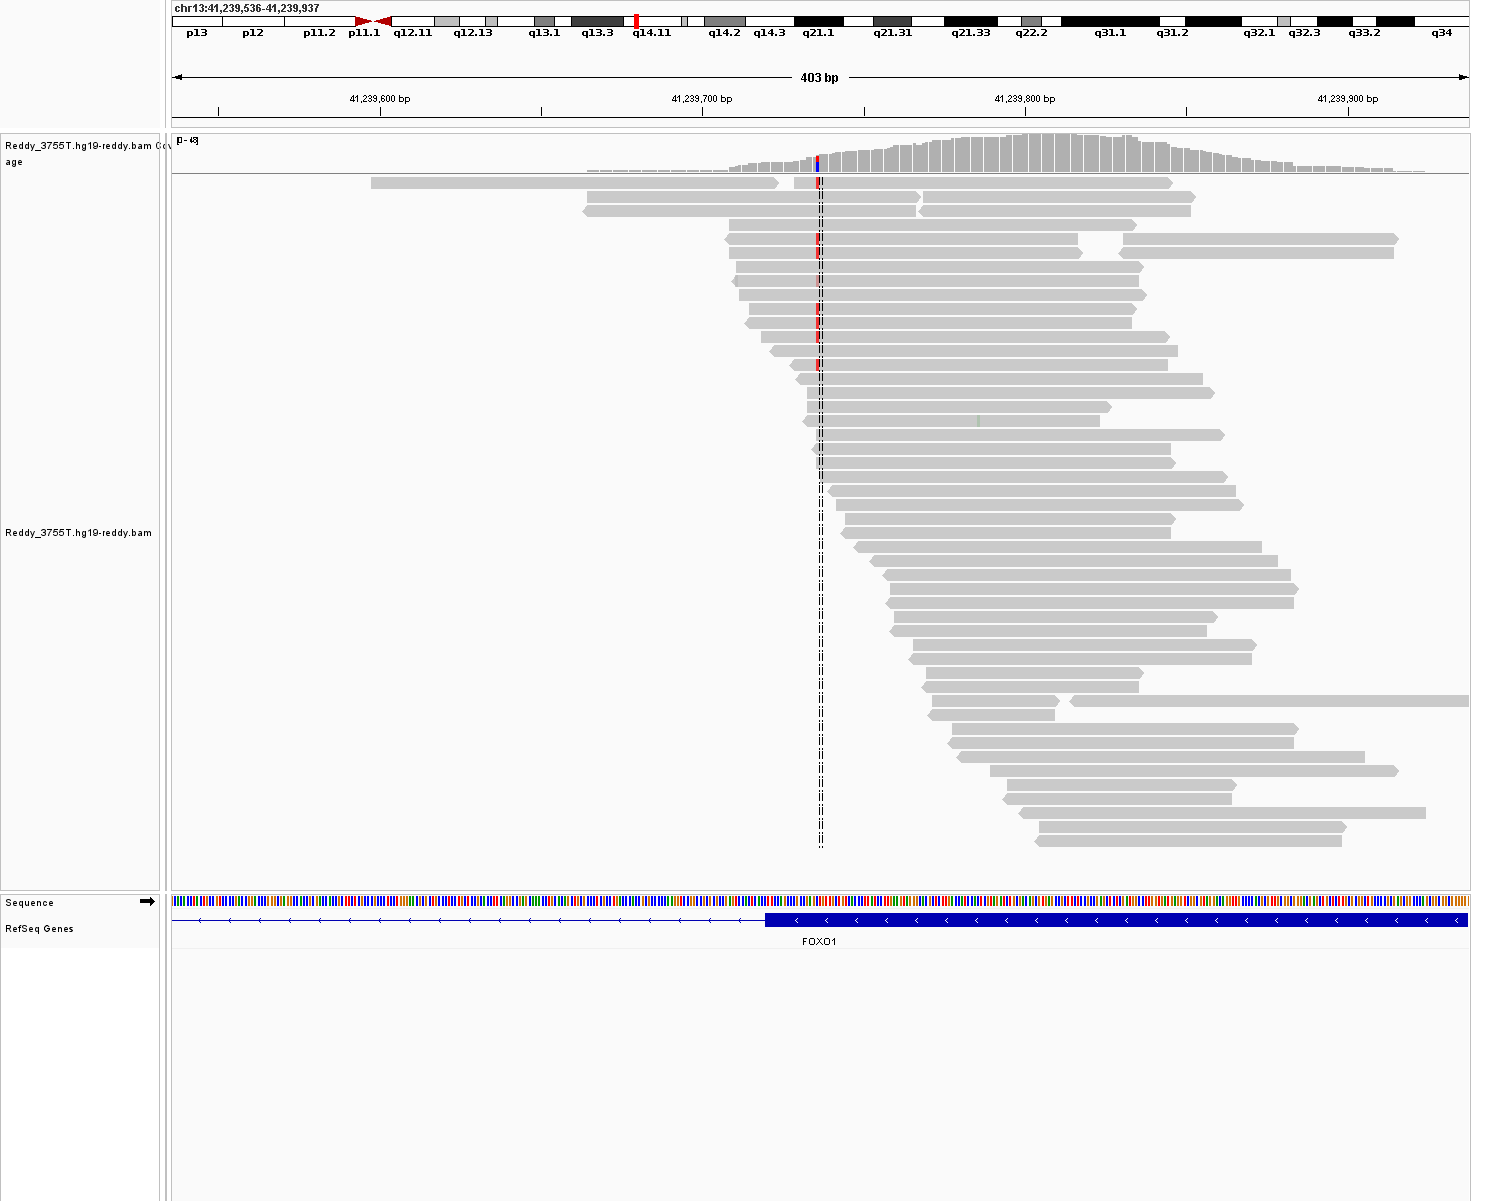 chr13:41,239,536-41,239,937
p13 p12 p11.2 p11.1 q12.11 q12.13 q13.1 q13.3 q14.11 q14.2 q14.3 q21.1 q21.31 q21.33 q22.2 q31.1 q31.2 q32.1 q32.3 q33.2 q34
403 bp
41,239,600 bp 41,239,700 bp 41,239,800 bp 41,239,900 bp
Reddy_3755T.hg19-reddy.bam Cov
age
Reddy_3755T.hg19-reddy.bam
Sequence
RefSeq Genes
FOXO1